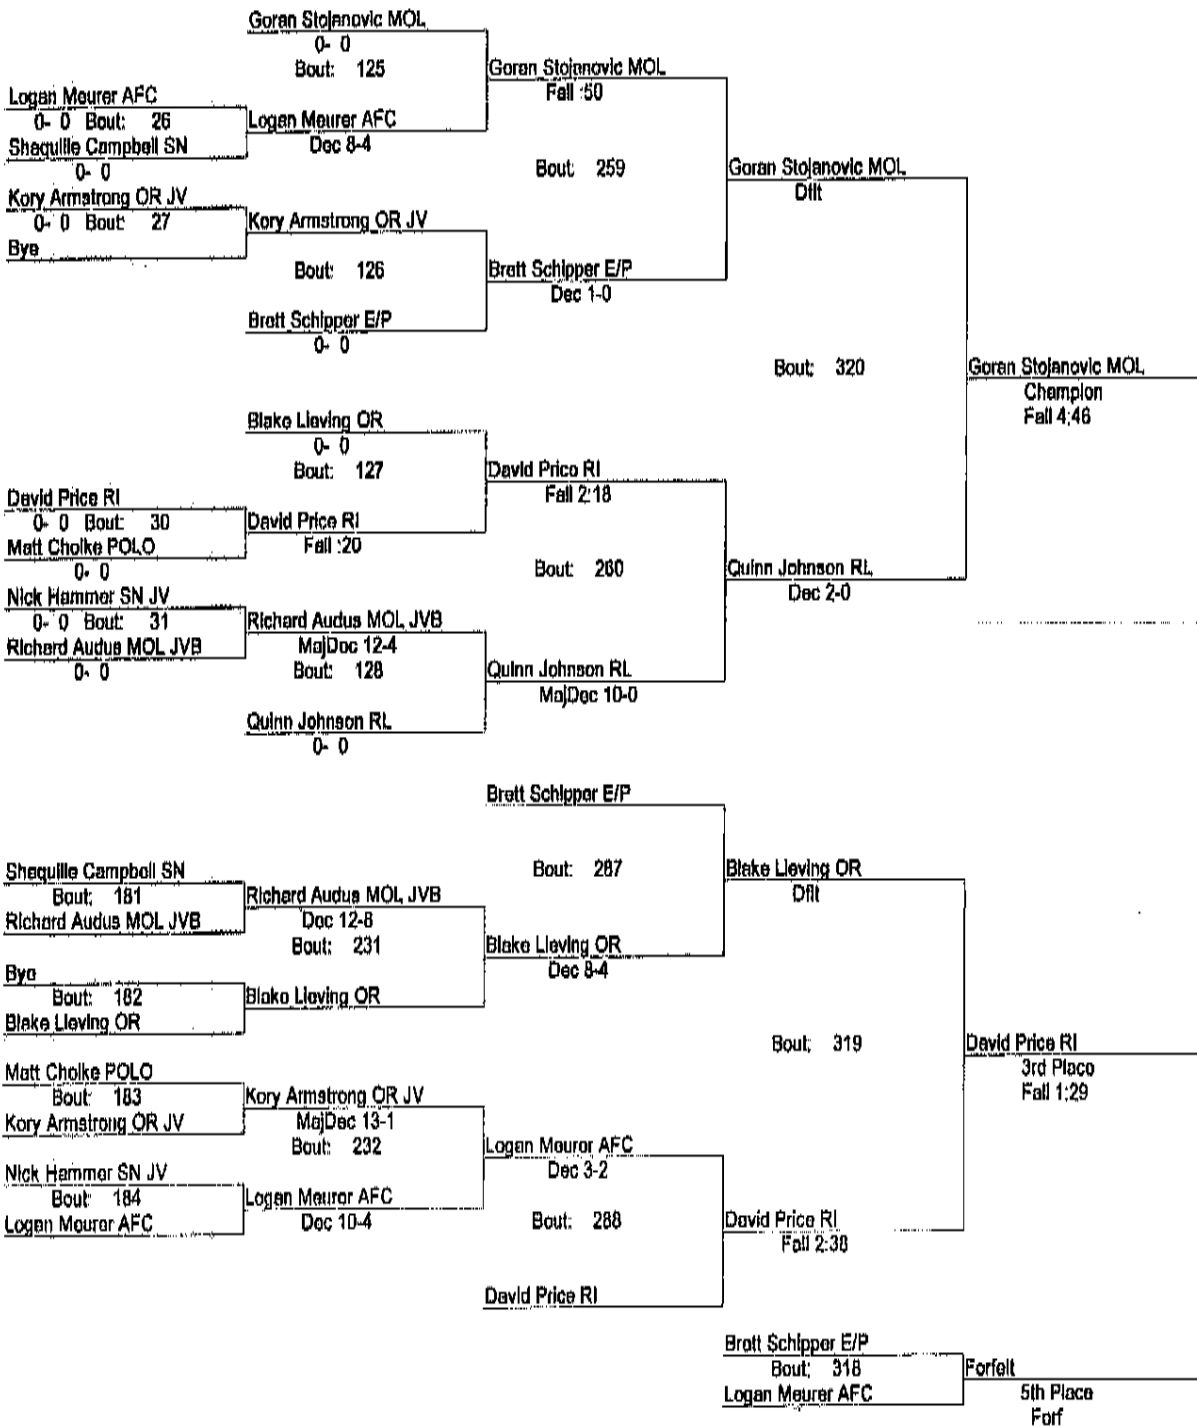 Goran Stojanovic MOL
0- 0
Bout: 125
Goran Stojanovic MOL
Fall :50
Logan Meurer AFC
0- 0 Bout: 26
Logan Meurer AFC
Dec 8-4
Shaquille Campbell SN
0- 0
Bout: 259
Goran Stojanovic MOL
Dflt
Kory Armstrong OR JV
0- 0 Bout: 27
Kory Armstrong OR JV
Bye
Bout: 126
Brett Schipper E/P
Dec 1-0
Brett Schipper E/P
0- 0
Bout: 320
Goran Stojanovic MOL
Champion
Fall 4:46
Blake Lieving OR
0- 0
Bout: 127
David Price RI
Fall 2:18
David Price RI
0- 0 Bout: 30
David Price RI
Fall :20
Matt Cholke POLO
0- 0
Bout: 260
Quinn Johnson RL
Dec 2-0
Nick Hammer SN JV
0- 0 Bout: 31
Richard Audus MOL JVB
MajDec 12-4
Richard Audus MOL JVB
0- 0
Bout: 128
Quinn Johnson RL
MajDec 10-0
Quinn Johnson RL
0- 0
Brett Schipper E/P
Bout: 287
Blake Lieving OR
Dflt
Shaquille Campbell SN
Bout: 181
Richard Audus MOL JVB
Richard Audus MOL JVB
Dec 12-8
Bout: 231
Blake Lieving OR
Dec 8-4
Bye
Bout: 182
Blake Lieving OR
Blake Lieving OR
Bout: 319
David Price RI
3rd Place
Fall 1:29
Matt Cholke POLO
Bout: 183
Kory Armstrong OR JV
Kory Armstrong OR JV
MajDec 13-1
Bout: 232
Logan Meurer AFC
Dec 3-2
Nick Hammer SN JV
Bout: 184
Logan Meurer AFC
Logan Meurer AFC
Dec 10-4
Bout: 288
David Price RI
Fall 2:38
David Price RI
Brett Schipper E/P
Bout: 318
Logan Meurer AFC
Forfeit
5th Place
Forf